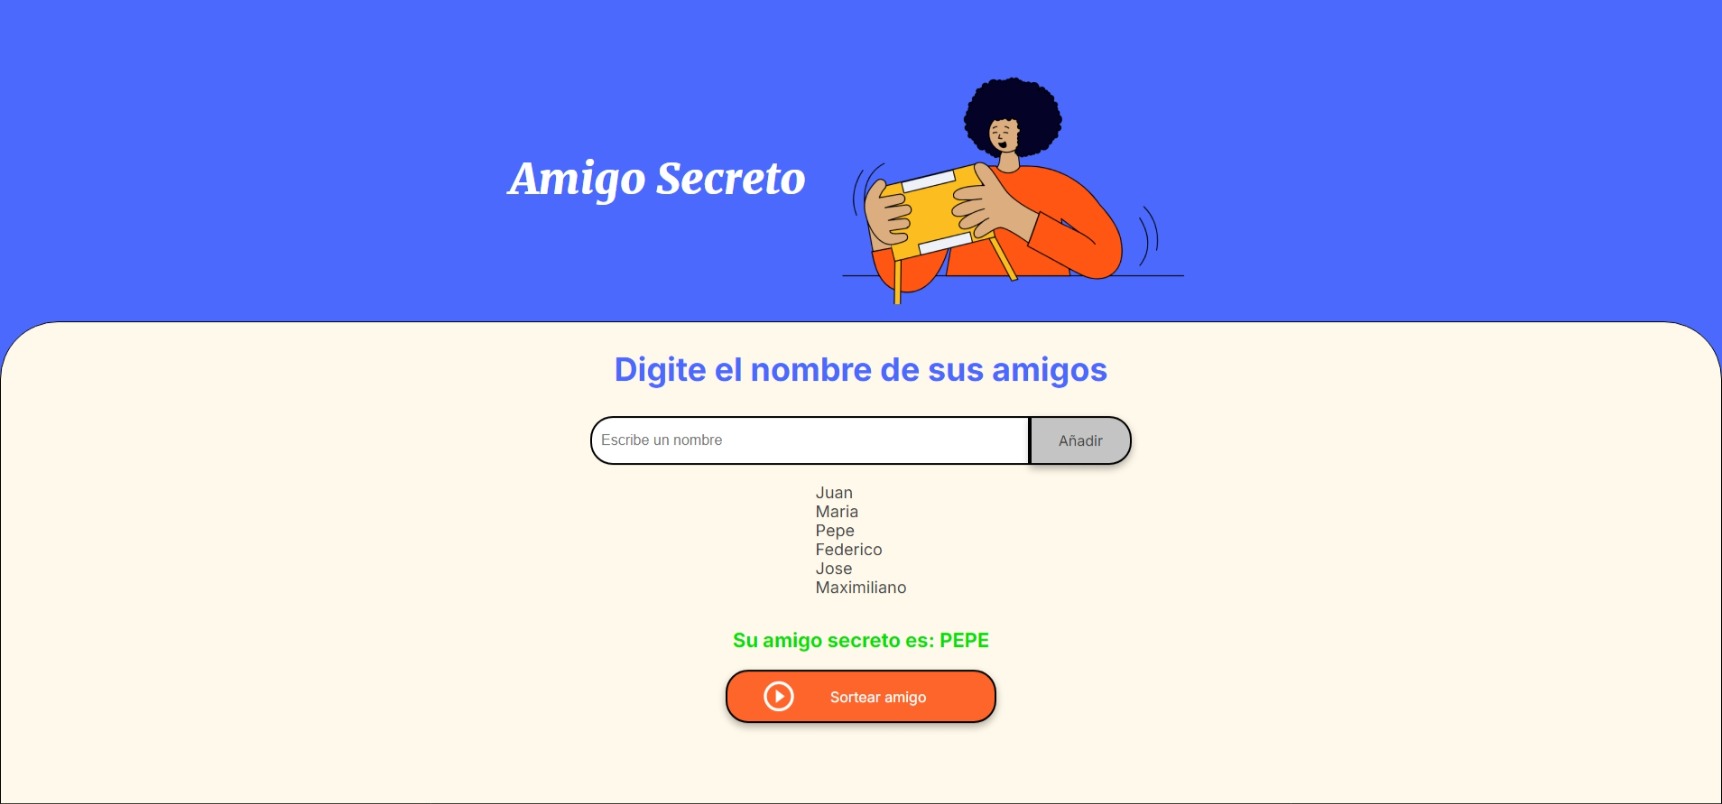 Amigo Secreto
Digite el nombre de sus amigos
Escribe un nombre
Añadir
Juan
Maria
Pepe
Federico
Jose
Maximiliano
Su amigo secreto es: PEPE
Sortear amigo